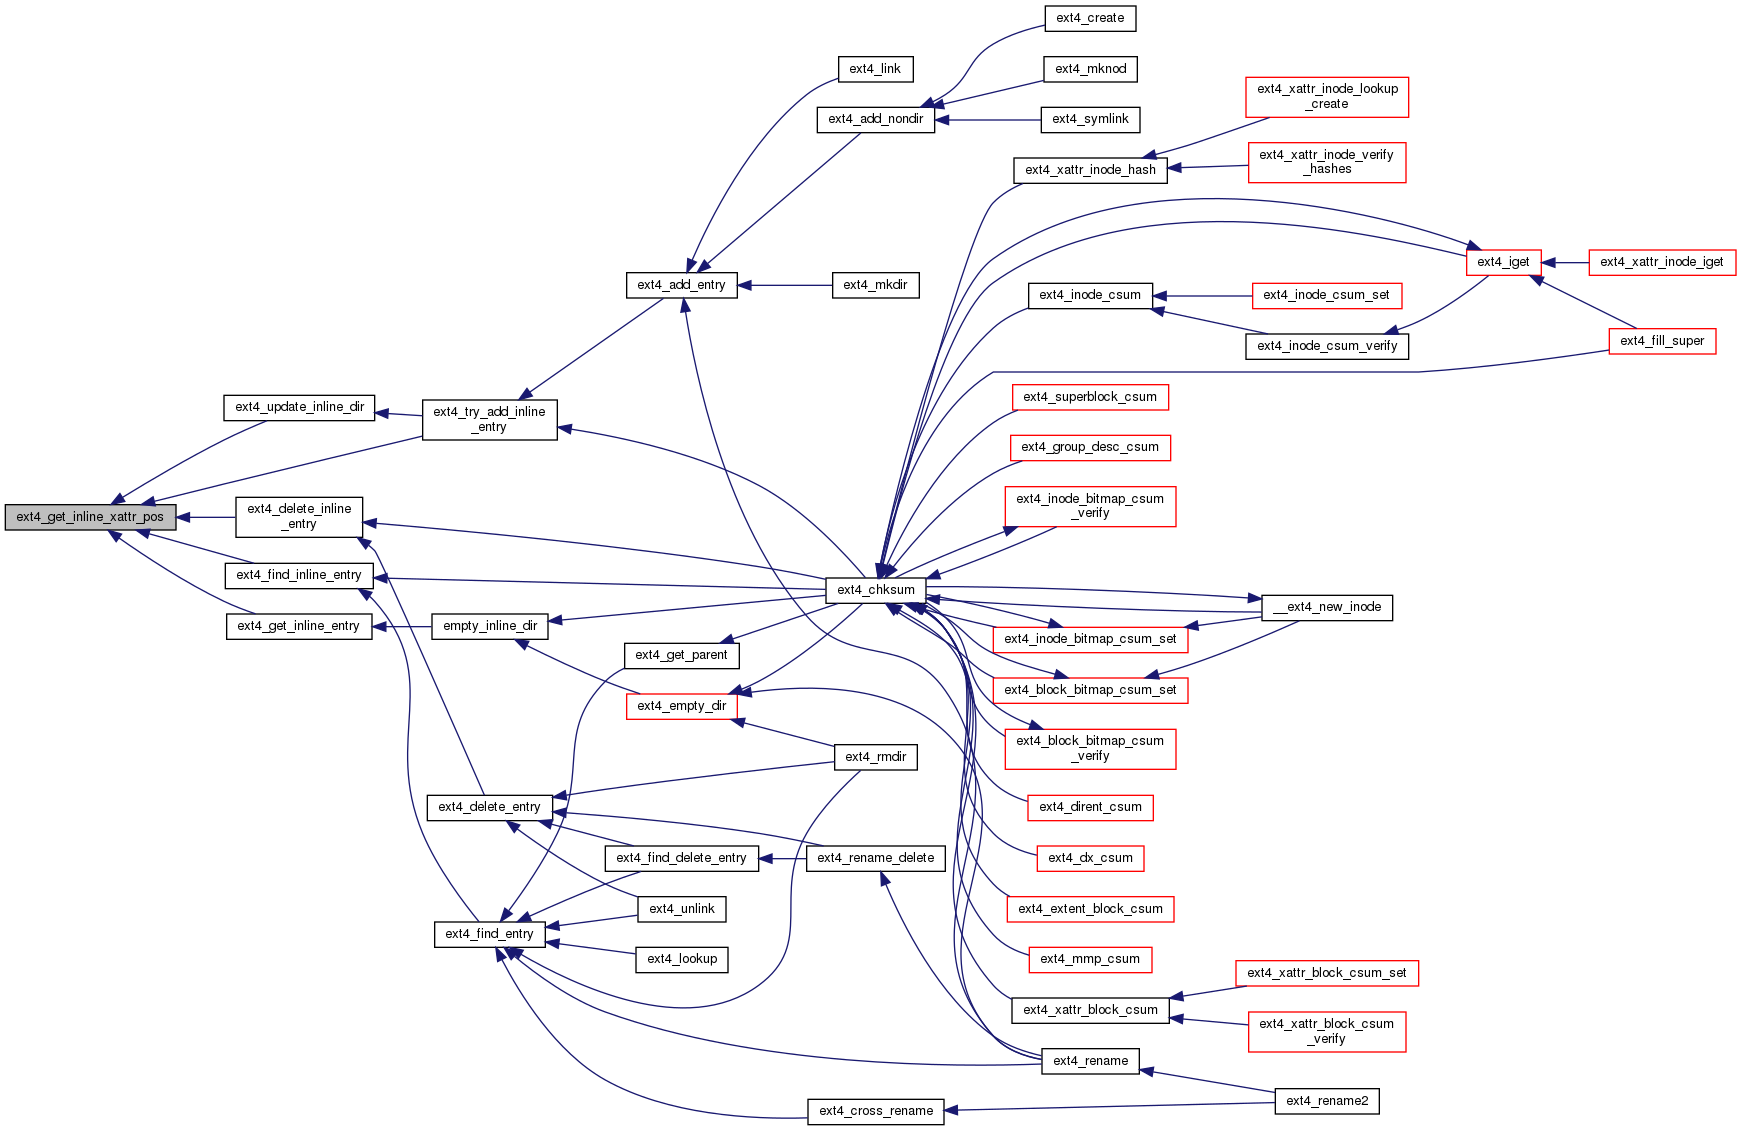 ext4_create
ext4_link
ext4_mknod
ext4_add_nondir
ext4_symlink
ext4_xattr_inode_lookup
_create
ext4_xattr_inode_hash
ext4_xattr_inode_verify
_hashes
ext4_iget
ext4_xattr_inode_iget
ext4_add_entry
ext4_mkdir
ext4_inode_csum
ext4_inode_csum_set
ext4_inode_csum_verify
ext4_fill_super
ext4_update_inline_dir
ext4_try_add_inline
_entry
ext4_superblock_csum
ext4_group_desc_csum
ext4_get_inline_xattr_pos
ext4_delete_inline
_entry
ext4_inode_bitmap_csum
_verify
ext4_find_inline_entry
ext4_chksum
__ext4_new_inode
ext4_get_inline_entry
empty_inline_dir
ext4_inode_bitmap_csum_set
ext4_get_parent
ext4_block_bitmap_csum_set
ext4_empty_dir
ext4_block_bitmap_csum
_verify
ext4_rmdir
ext4_delete_entry
ext4_dirent_csum
ext4_find_delete_entry
ext4_rename_delete
ext4_dx_csum
ext4_unlink
ext4_extent_block_csum
ext4_find_entry
ext4_lookup
ext4_mmp_csum
ext4_xattr_block_csum_set
ext4_xattr_block_csum
ext4_xattr_block_csum
_verify
ext4_rename
ext4_rename2
ext4_cross_rename